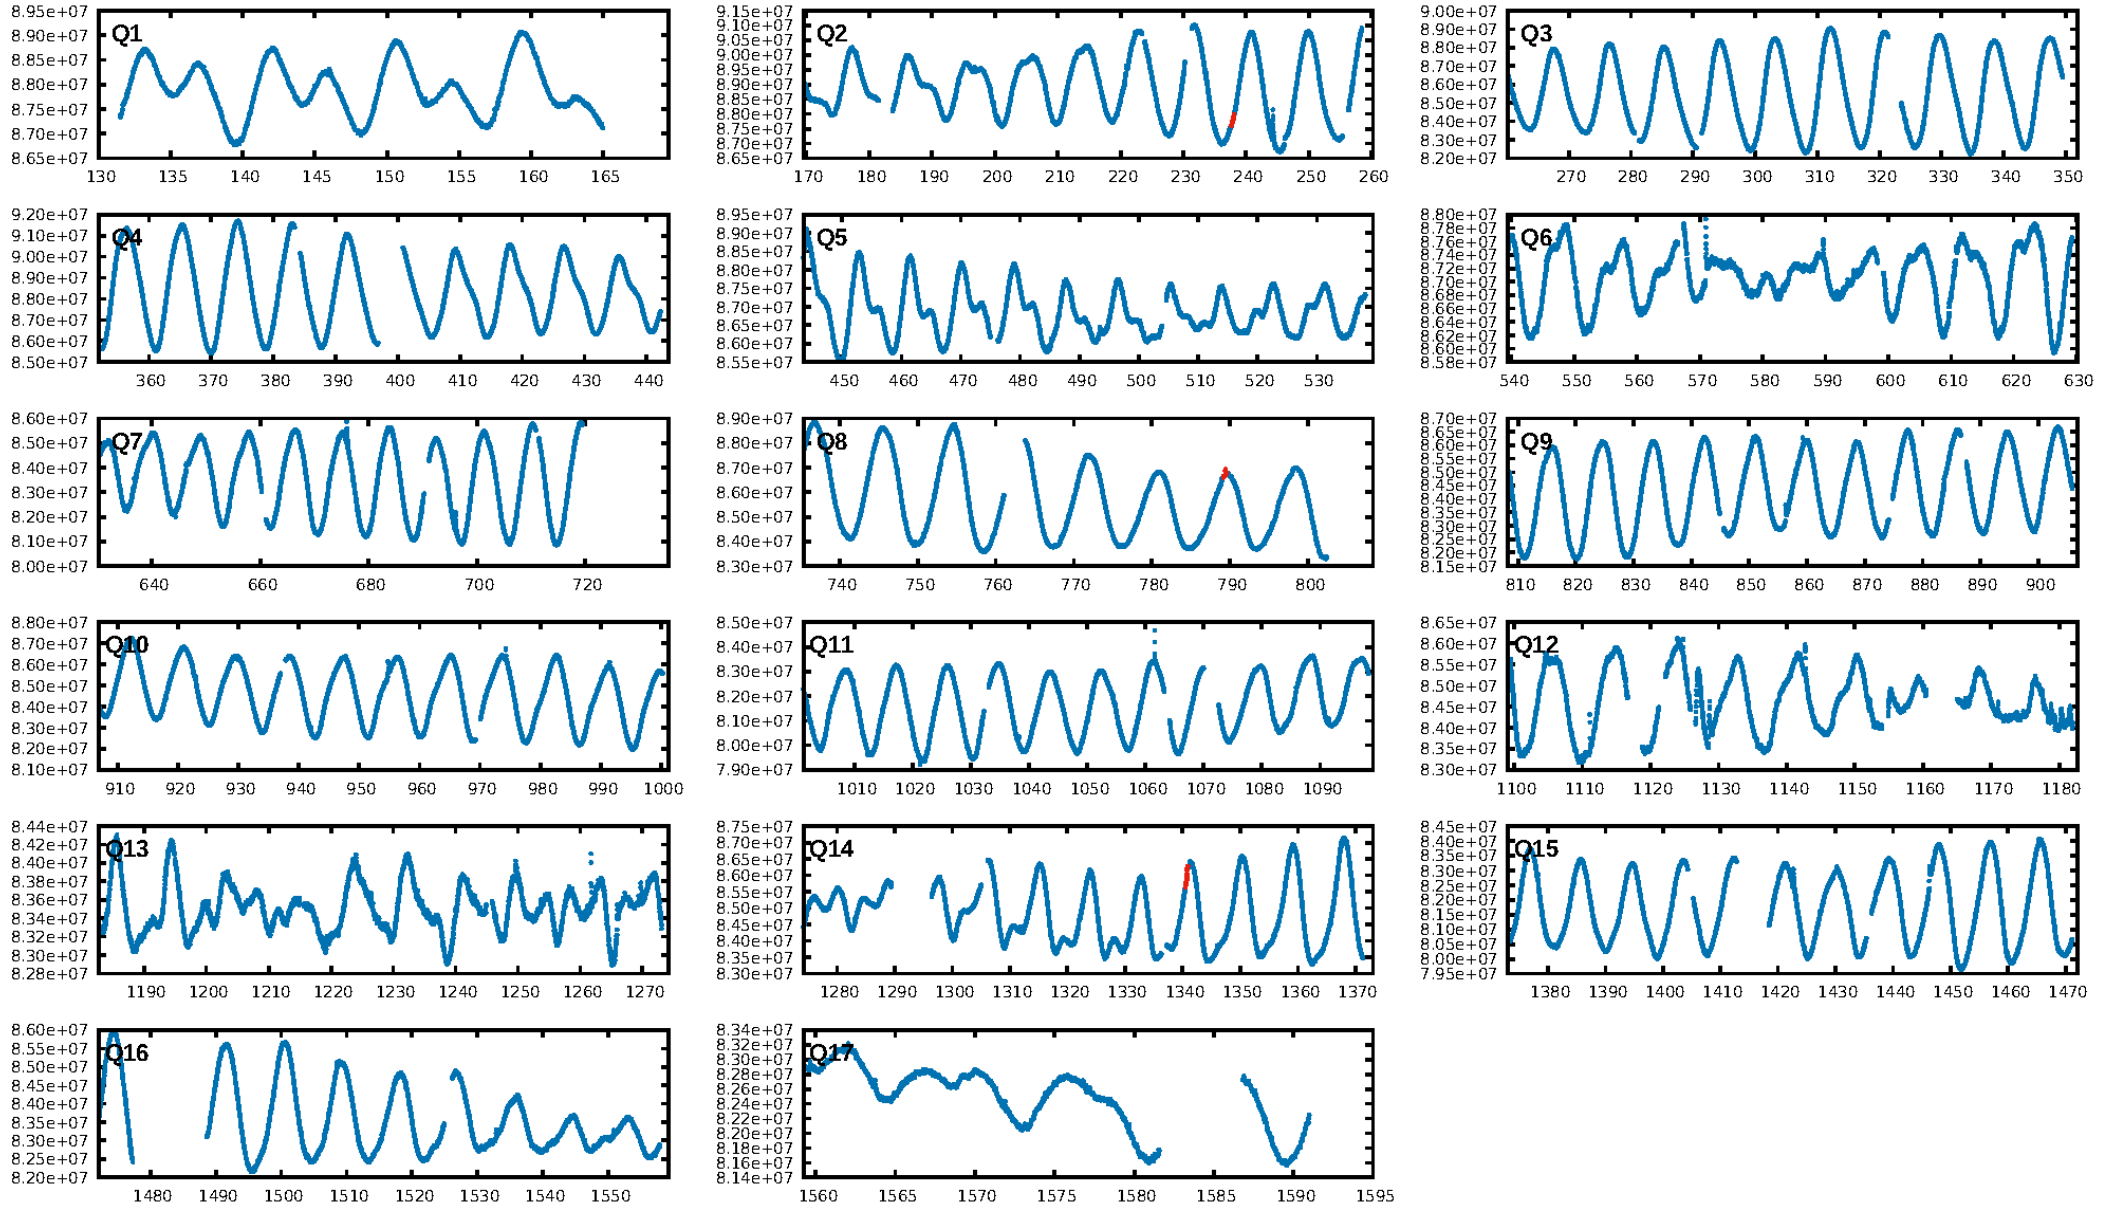 8.95e+07
Q1
8.90e+07
8.85e+07
8.80e+07
8.75e+07
8.70e+07
8.65e+07
130 135 140 145 150 155 160 165
9.15e+07
Q2
9.10e+07
9.05e+07
9.00e+07
8.95e+07
8.90e+07
8.85e+07
8.80e+07
8.75e+07
8.70e+07
8.65e+07
170 180 190 200 210 220 230 240 250 260
9.00e+07
Q3
8.90e+07
8.80e+07
8.70e+07
8.60e+07
8.50e+07
8.40e+07
8.30e+07
8.20e+07
270 280 290 300 310 320 330 340 350
9.20e+07
Q4
9.10e+07
9.00e+07
8.90e+07
8.80e+07
8.70e+07
8.60e+07
8.50e+07
360 370 380 390 400 410 420 430 440
8.95e+07
Q5
8.90e+07
8.85e+07
8.80e+07
8.75e+07
8.70e+07
8.65e+07
8.60e+07
8.55e+07
450 460 470 480 490 500 510 520 530
8.80e+07
Q6
8.78e+07
8.76e+07
8.74e+07
8.72e+07
8.70e+07
8.68e+07
8.66e+07
8.64e+07
8.62e+07
8.60e+07
8.58e+07
540 550 560 570 580 590 600 610 620 630
8.60e+07
Q7
8.50e+07
8.40e+07
8.30e+07
8.20e+07
8.10e+07
8.00e+07
640 660 680 700 720
8.90e+07
Q8
8.80e+07
8.70e+07
8.60e+07
8.50e+07
8.40e+07
8.30e+07
740 750 760 770 780 790 800
8.70e+07
Q9
8.65e+07
8.60e+07
8.55e+07
8.50e+07
8.45e+07
8.40e+07
8.35e+07
8.30e+07
8.25e+07
8.20e+07
8.15e+07
810 820 830 840 850 860 870 880 890 900
8.80e+07
Q10
8.70e+07
8.60e+07
8.50e+07
8.40e+07
8.30e+07
8.20e+07
8.10e+07
910 920 930 940 950 960 970 980 990 1000
8.50e+07
Q11
8.40e+07
8.30e+07
8.20e+07
8.10e+07
8.00e+07
7.90e+07
1010 1020 1030 1040 1050 1060 1070 1080 1090
8.65e+07
Q12
8.60e+07
8.55e+07
8.50e+07
8.45e+07
8.40e+07
8.35e+07
8.30e+07
1100 1110 1120 1130 1140 1150 1160 1170 1180
8.44e+07
Q13
8.42e+07
8.40e+07
8.38e+07
8.36e+07
8.34e+07
8.32e+07
8.30e+07
8.28e+07
1190 1200 1210 1220 1230 1240 1250 1260 1270
8.75e+07
Q14
8.70e+07
8.65e+07
8.60e+07
8.55e+07
8.50e+07
8.45e+07
8.40e+07
8.35e+07
8.30e+07
1280 1290 1300 1310 1320 1330 1340 1350 1360 1370
8.45e+07
Q15
8.40e+07
8.35e+07
8.30e+07
8.25e+07
8.20e+07
8.15e+07
8.10e+07
8.05e+07
8.00e+07
7.95e+07
1380 1390 1400 1410 1420 1430 1440 1450 1460 1470
8.60e+07
Q16
8.55e+07
8.50e+07
8.45e+07
8.40e+07
8.35e+07
8.30e+07
8.25e+07
8.20e+07
1480 1490 1500 1510 1520 1530 1540 1550
8.34e+07
Q17
8.32e+07
8.30e+07
8.28e+07
8.26e+07
8.24e+07
8.22e+07
8.20e+07
8.18e+07
8.16e+07
8.14e+07
1560 1565 1570 1575 1580 1585 1590 1595